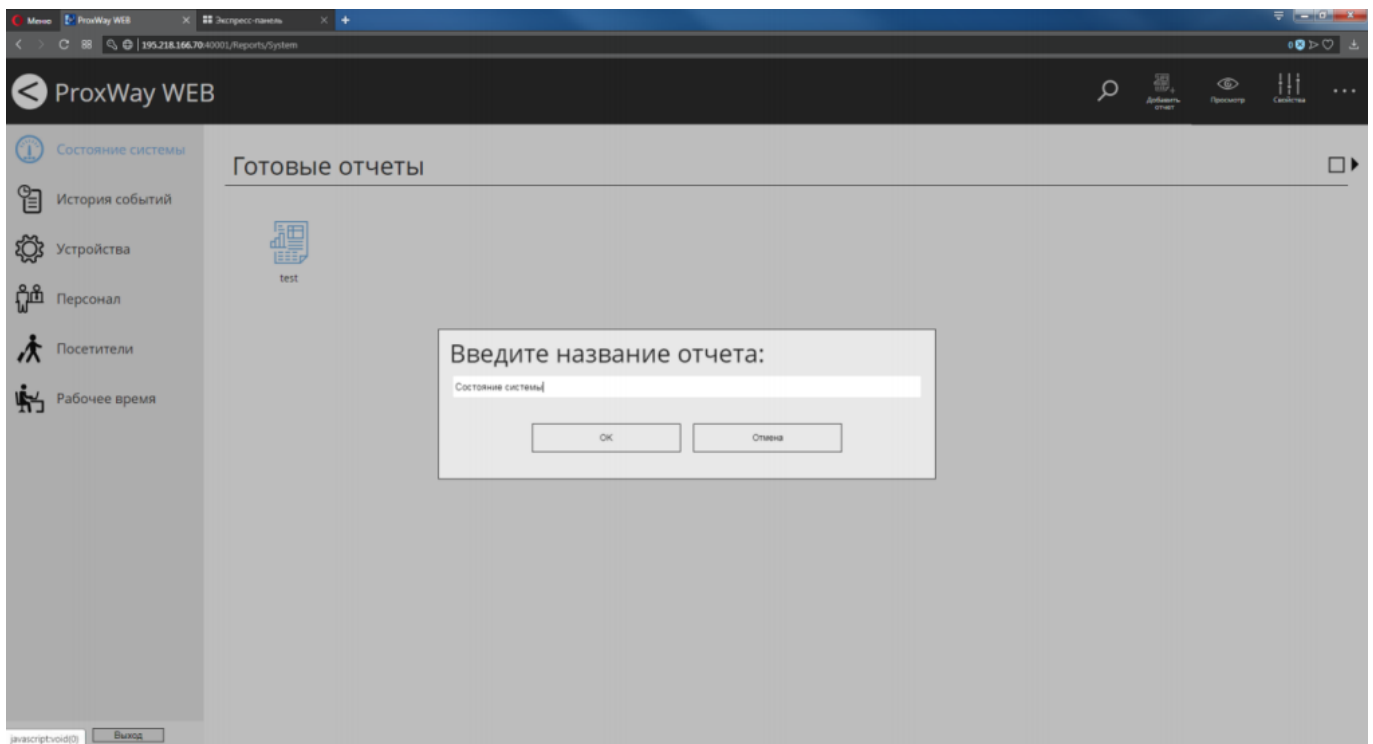 Меню ProxWay WEB Экспресс-панель
195.218.166.70:40001/Reports/System
0
ProxWay WEB
Добавить отчет
Просмотр
Свойства
Состояние системы
История событий
Устройства
Персонал
Посетители
Рабочее время
Готовые отчеты
test
Введите название отчета:
Состояние системы
ОК
Отмена
javascript:void(0)
Выход